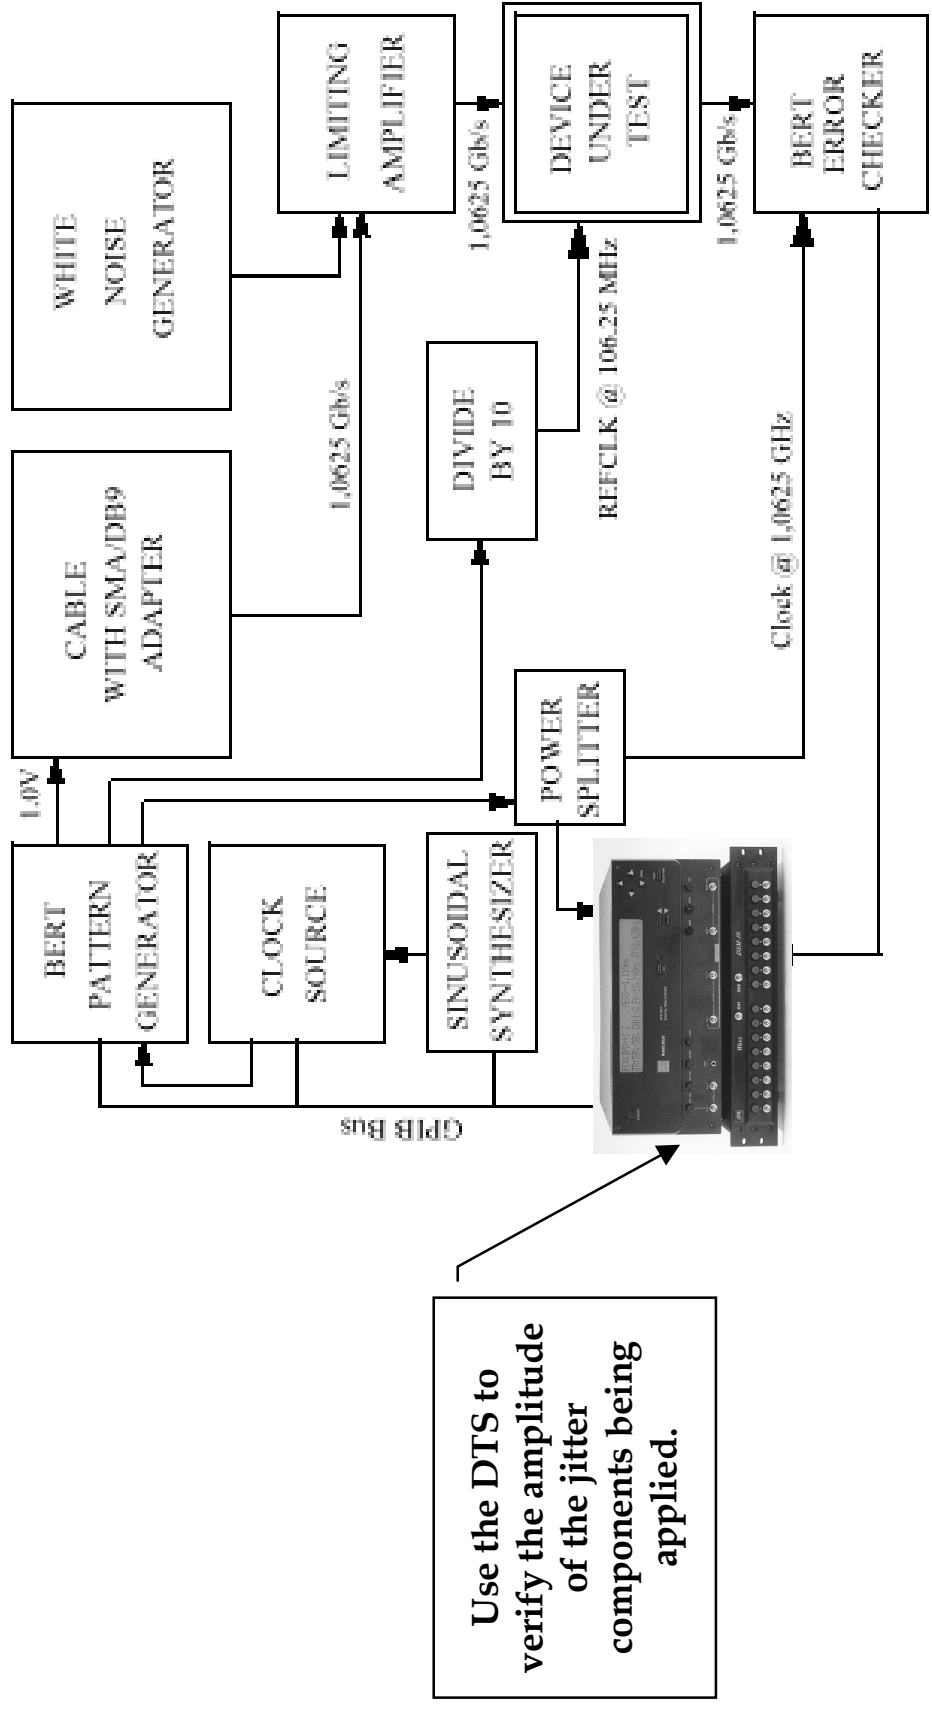 BERT
PATTERN
GENERATOR
1.0V
CABLE
WITH SMA/DB9
ADAPTER
WHITE
NOISE
GENERATOR
CLOCK
SOURCE
1,0625 Gb/s
LIMITING
AMPLIFIER
GPIB Bus
SINUSOIDAL
SYNTHESIZER
DIVIDE
BY 10
1,0625 Gb/s
POWER
SPLITTER
REFCLK @ 106.25 MHz
DEVICE
UNDER
TEST
1,0625 Gb/s
Clock @ 1,0625 GHz
BERT
ERROR
CHECKER
Use the DTS to
verify the amplitude
of the jitter
components being
applied.